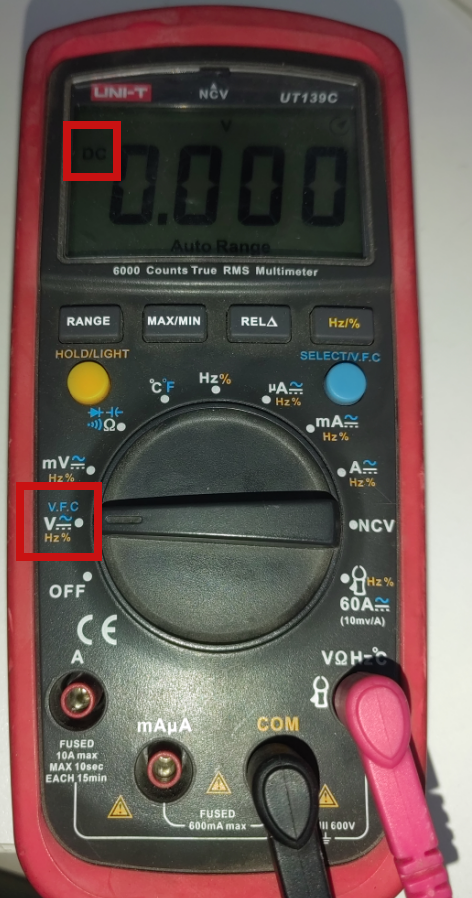 UNI-T
NCV
UT139C
V
DC
0.000
Auto Range
6000 Counts True RMS Multimeter
RANGE
MAX/MIN
REL△
Hz/%
HOLD/LIGHT
SELECT/V.F.C
℃℉
Hz%
Ω
μA
Hz%
mA
Hz%
mV
Hz%
A
Hz%
V.F.C
V
Hz%
NCV
OFF
Hz%
60A
(10mv/A)
CE
A
VΩHz℃
mAμA
COM
FUSED
10A max
MAX 10sec
EACH 15min
FUSED
600mA max
III 600V